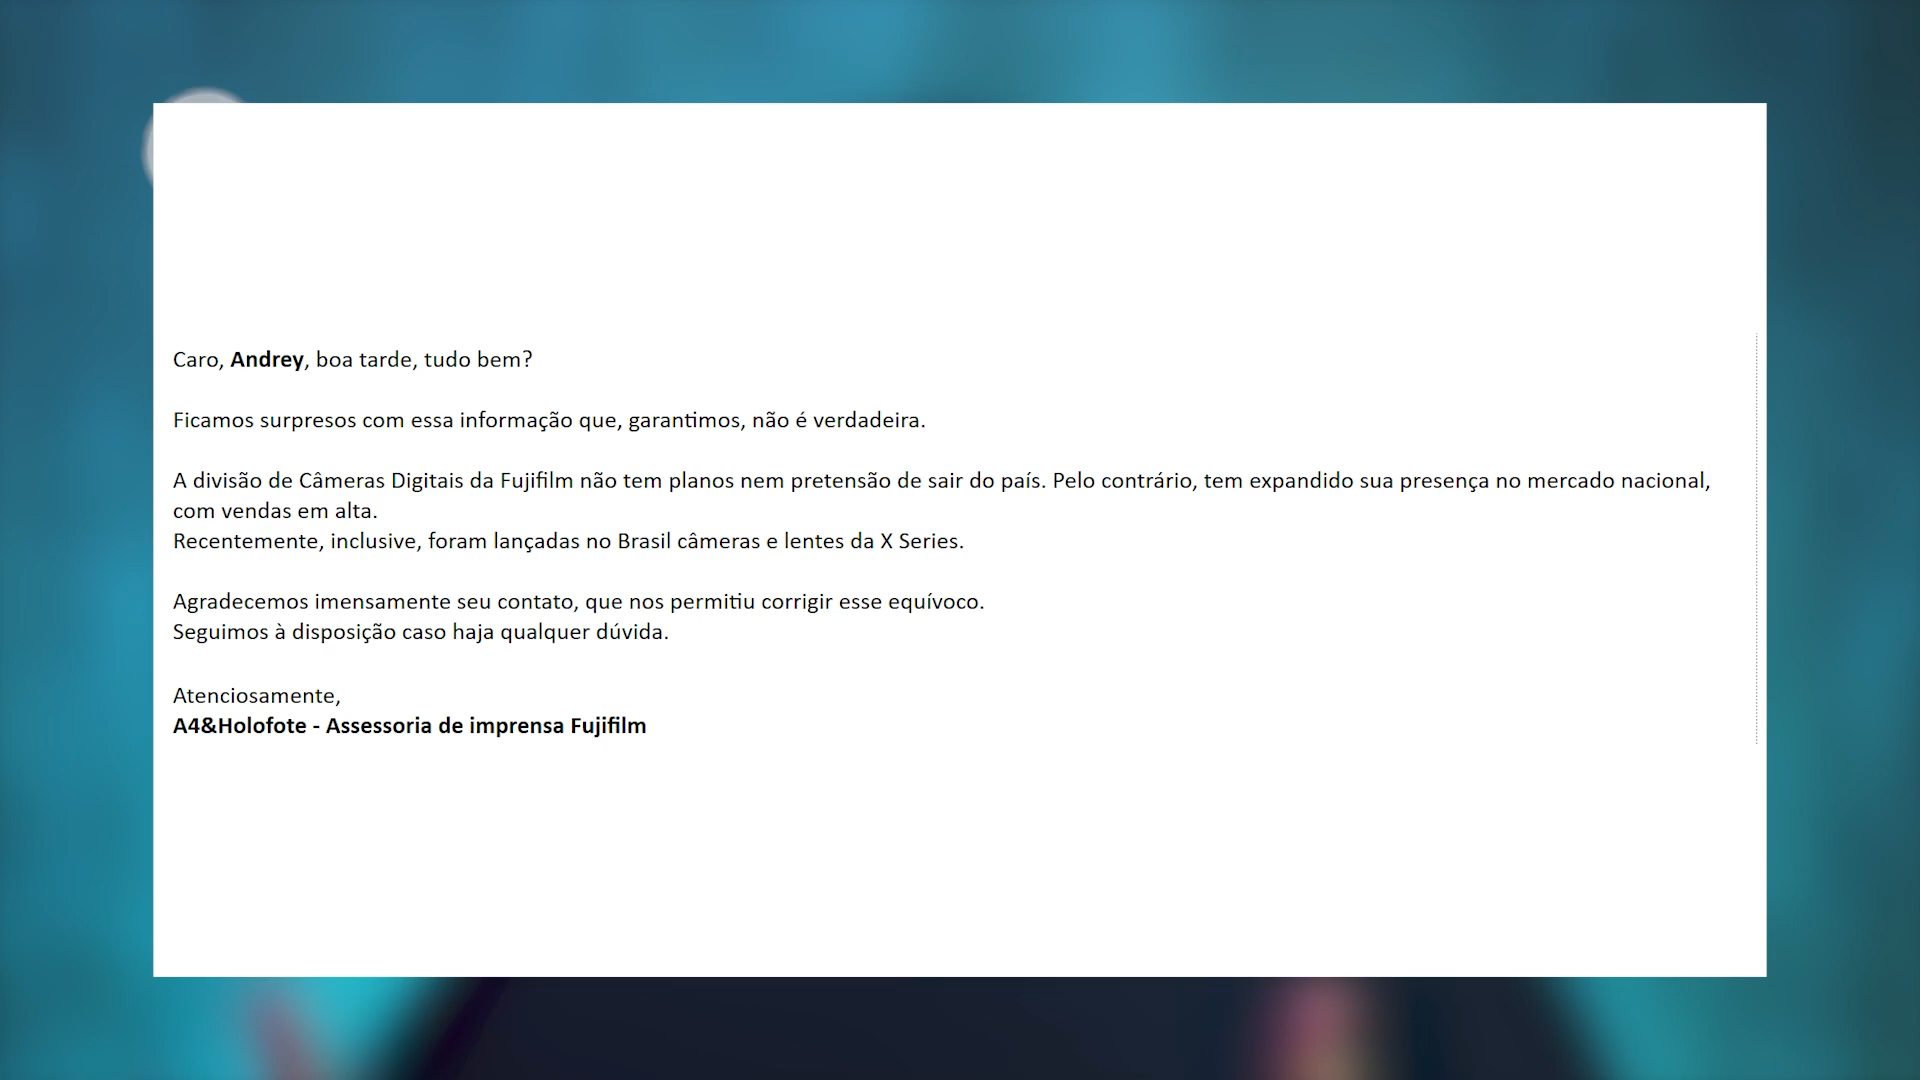 Caro, Andrey, boa tarde, tudo bem?
Ficamos surpresos com essa informação que, garantimos, não é verdadeira.
A divisão de Câmeras Digitais da Fujifilm não tem planos nem pretensão de sair do país. Pelo contrário, tem expandido sua presença no mercado nacional,
com vendas em alta.
Recentemente, inclusive, foram lançadas no Brasil câmeras e lentes da X Series.
Agradecemos imensamente seu contato, que nos permitiu corrigir esse equívoco.
Seguimos à disposição caso haja qualquer dúvida.
Atenciosamente,
A4&Holofote - Assessoria de imprensa Fujifilm